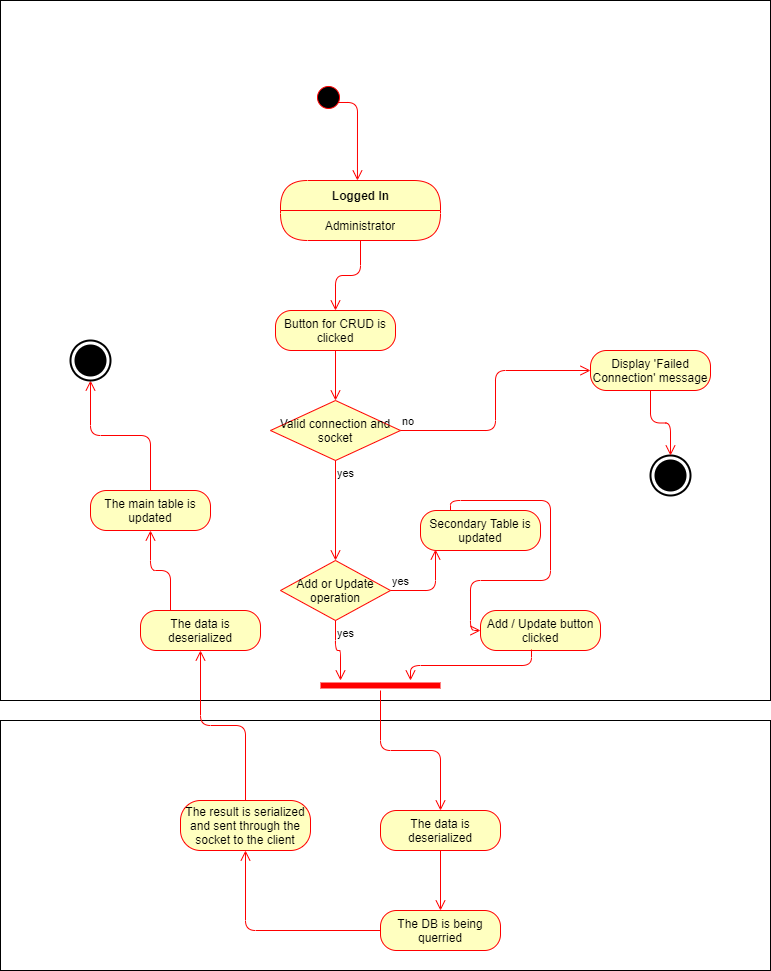 Logged In
Administrator
Button for CRUD is
clicked
Display 'Failed
Connection' message
Valid connection and
socket
no
yes
The main table is
updated
Secondary Table is
updated
Add or Update
operation
yes
yes
The data is
deserialized
Add / Update button
clicked
The result is serialized
and sent through the
socket to the client
The data is
deserialized
The DB is being
querried